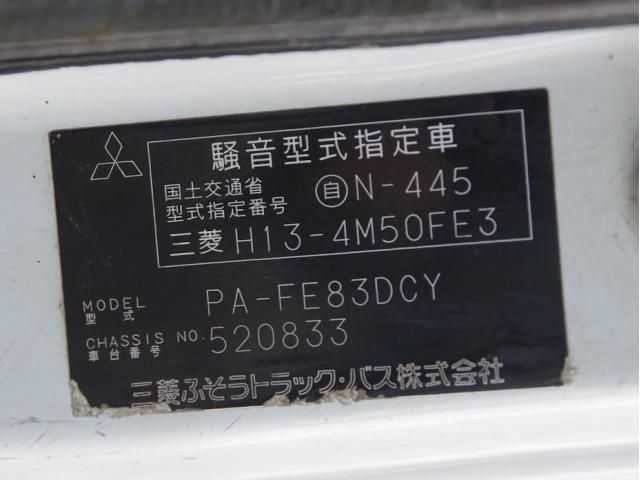 騒音型式指定車
国土交通省
型式指定番号 自N-445
三菱 H13-4M50FE3
MODEL
型式 PA-FE83DCY
CHASSIS NO.
車台番号 520833
三菱ふそうトラック・バス株式会社